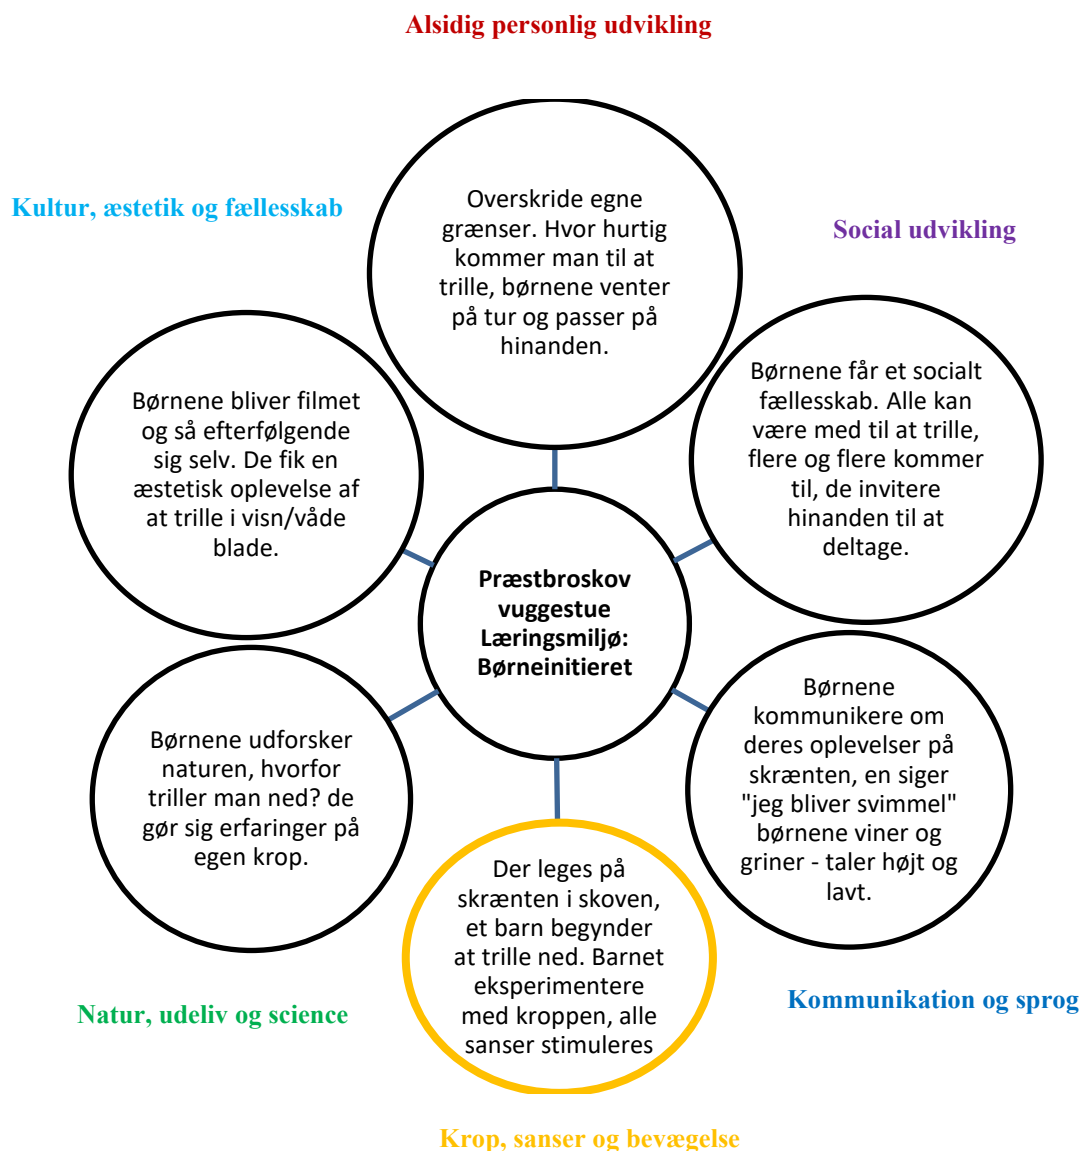 Alsidig personlig udvikling
Overskride egne
grænser. Hvor hurtig
kommer man til at
trille, børnene venter
på tur og passer på
hinanden.
Social udvikling
Børnene får et socialt
fællesskab. Alle kan
være med til at trille,
flere og flere kommer
til, de invitere
hinanden til at
deltage.
Børnene
kommunikere om
deres oplevelser på
skrænten, en siger
"jeg bliver svimmel"
børnene viner og
griner - taler højt og
lavt.
Kommunikation og sprog
Der leges på
skrænten i skoven,
et barn begynder
at trille ned. Barnet
eksperimentere
med kroppen, alle
sanser stimuleres
Krop, sanser og bevægelse
Børnene udforsker
naturen, hvorfor
triller man ned? de
gør sig erfaringer på
egen krop.
Natur, udeliv og science
Kultur, æstetik og fællesskab
Børnene bliver filmet
og så efterfølgende
sig selv. De fik en
æstetisk oplevelse af
at trille i visn/våde
blade.
Præstbroskov
vuggestue
Læringsmiljø:
Børneinitieret